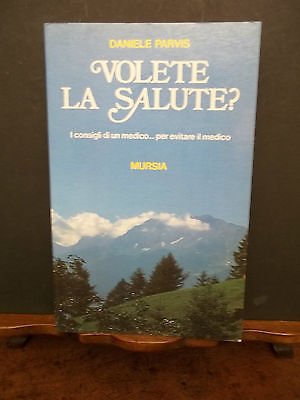 DANIELE PARVIS
VOLETE
LA SALUTE?
I consigli di un medico... per evitare il medico
MURSIA